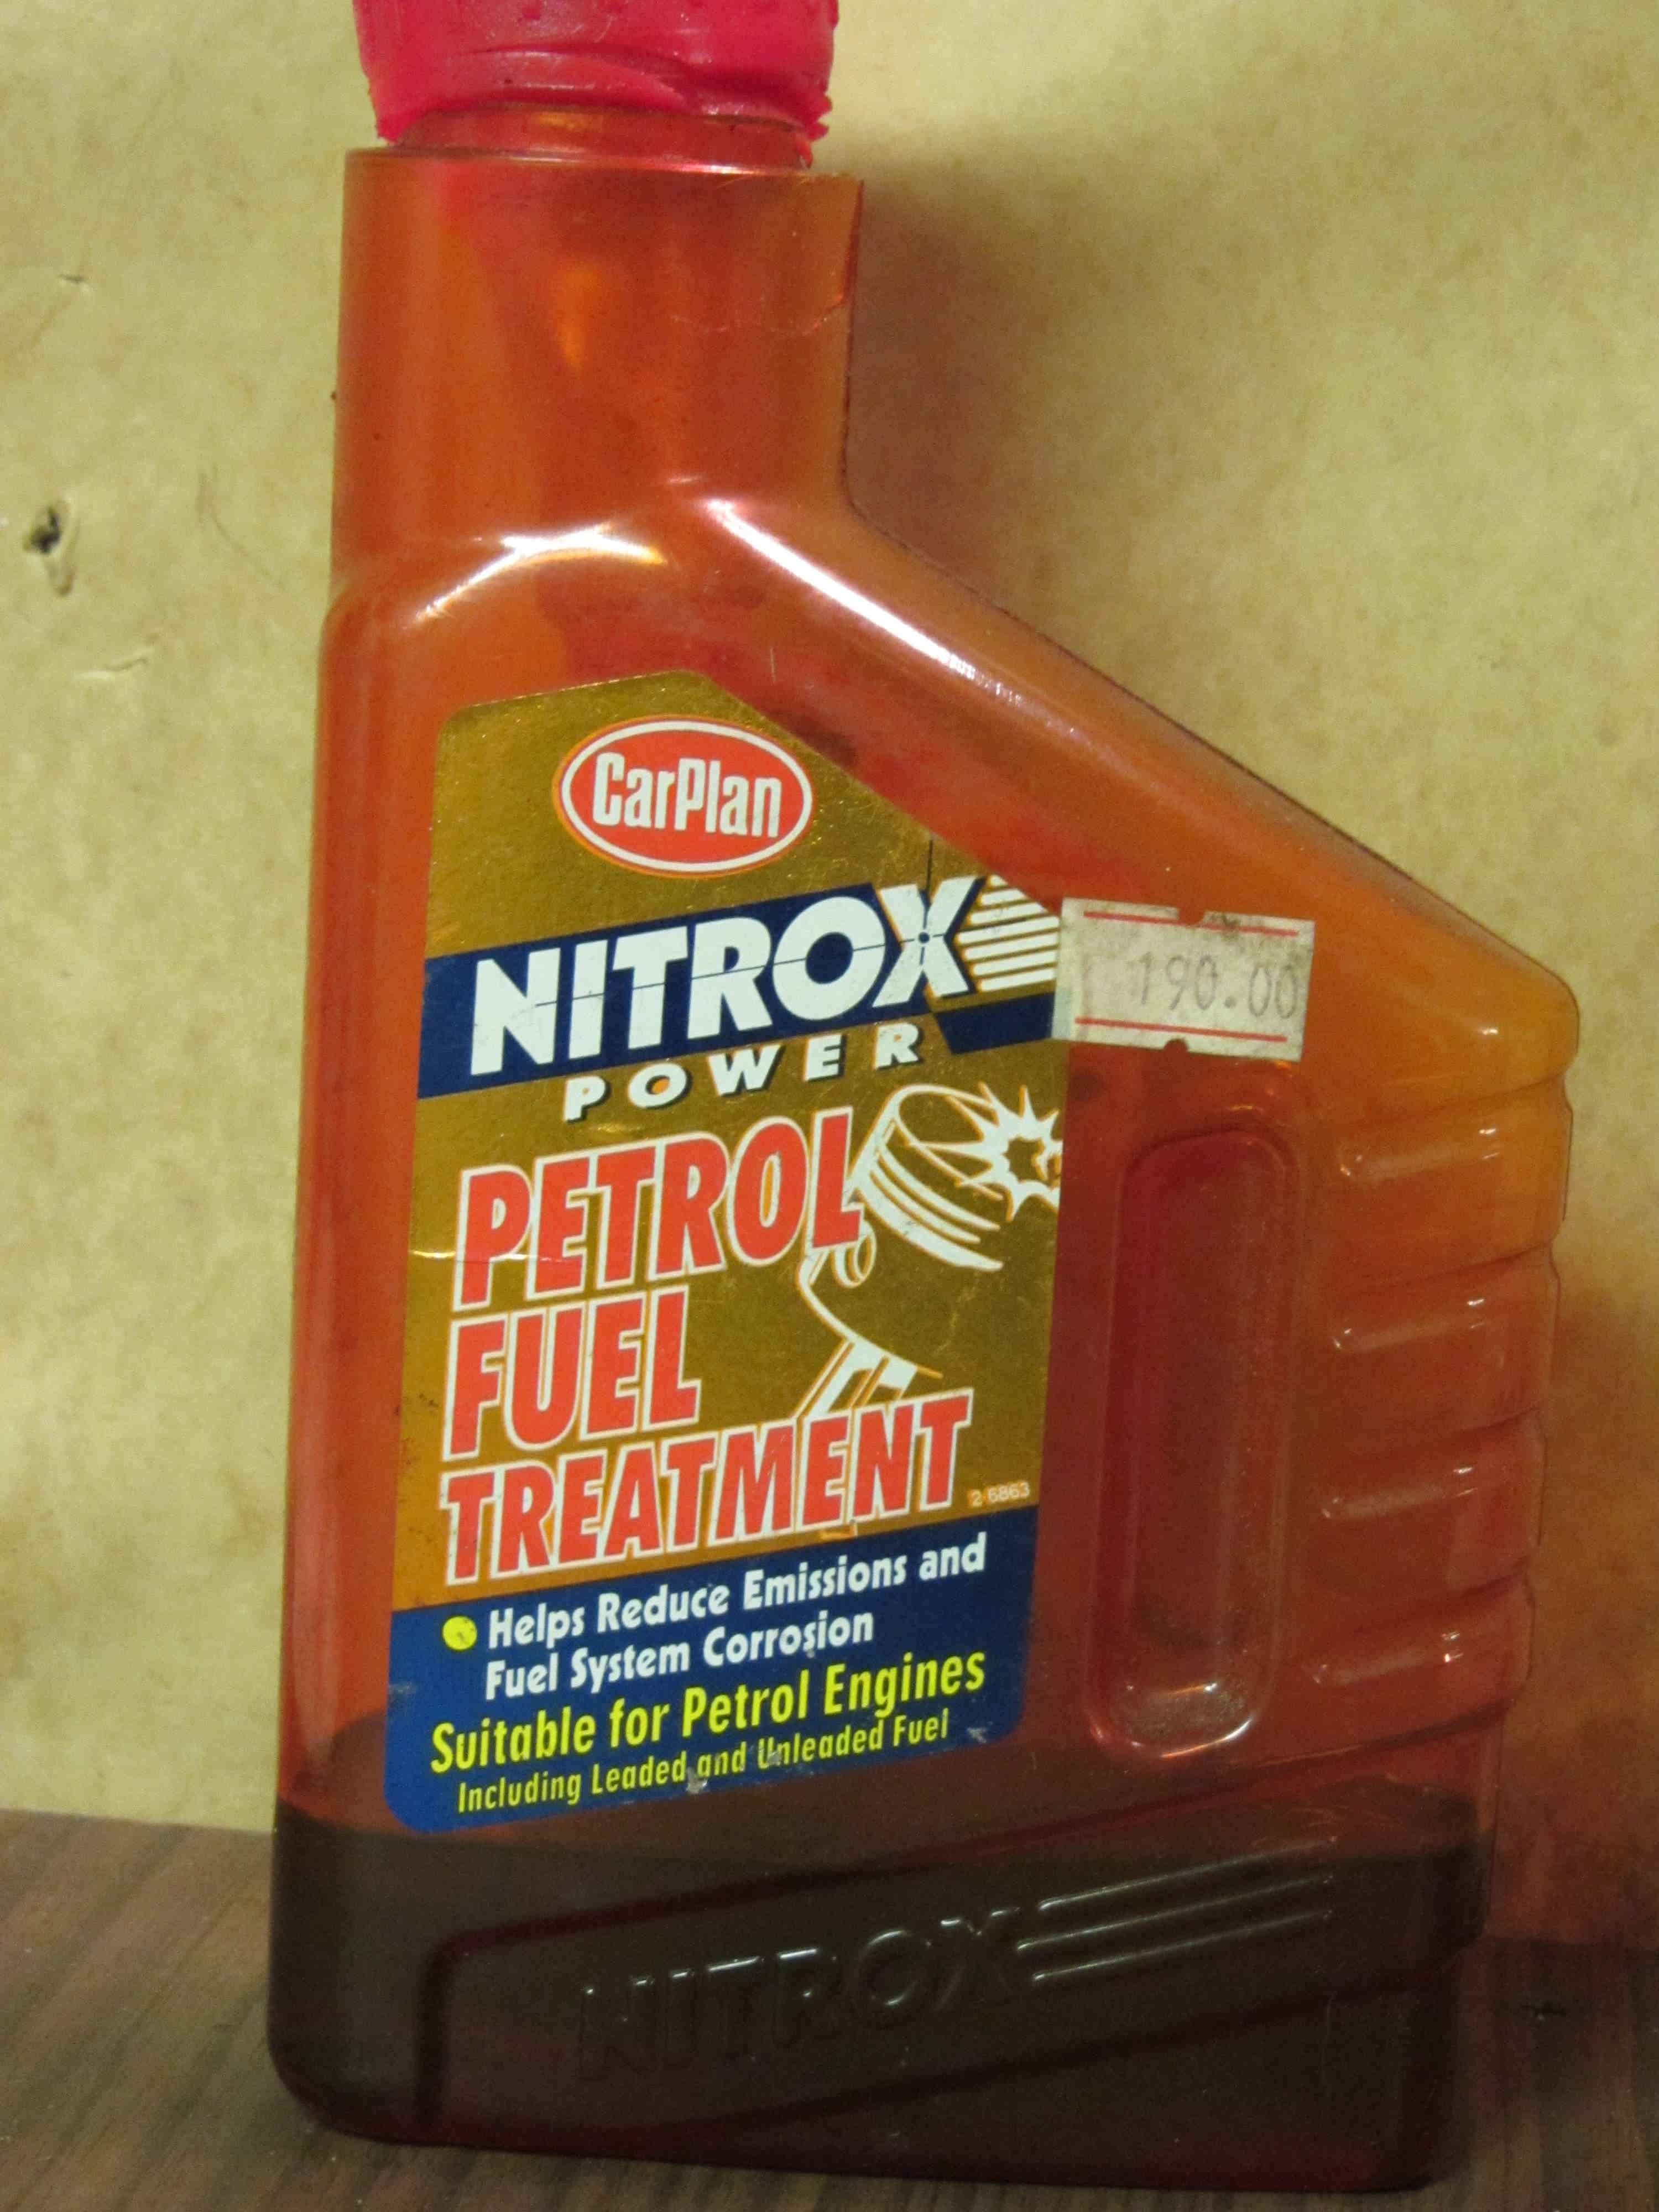 CarPlan
NITROX
POWER
190.00
PETROL
FUEL
TREATMENT
2 6863
Helps Reduce Emissions and
Fuel System Corrosion
Suitable for Petrol Engines
Including Leaded and Unleaded Fuel
NITROX